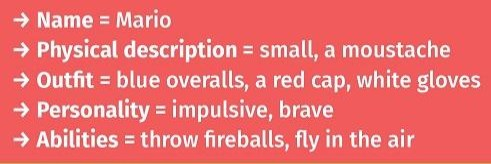 → Name = Mario
→ Physical description = small, a moustache
→ Outfit = blue overalls, a red cap, white gloves
→ Personality = impulsive, brave
→ Abilities = throw fireballs, fly in the air